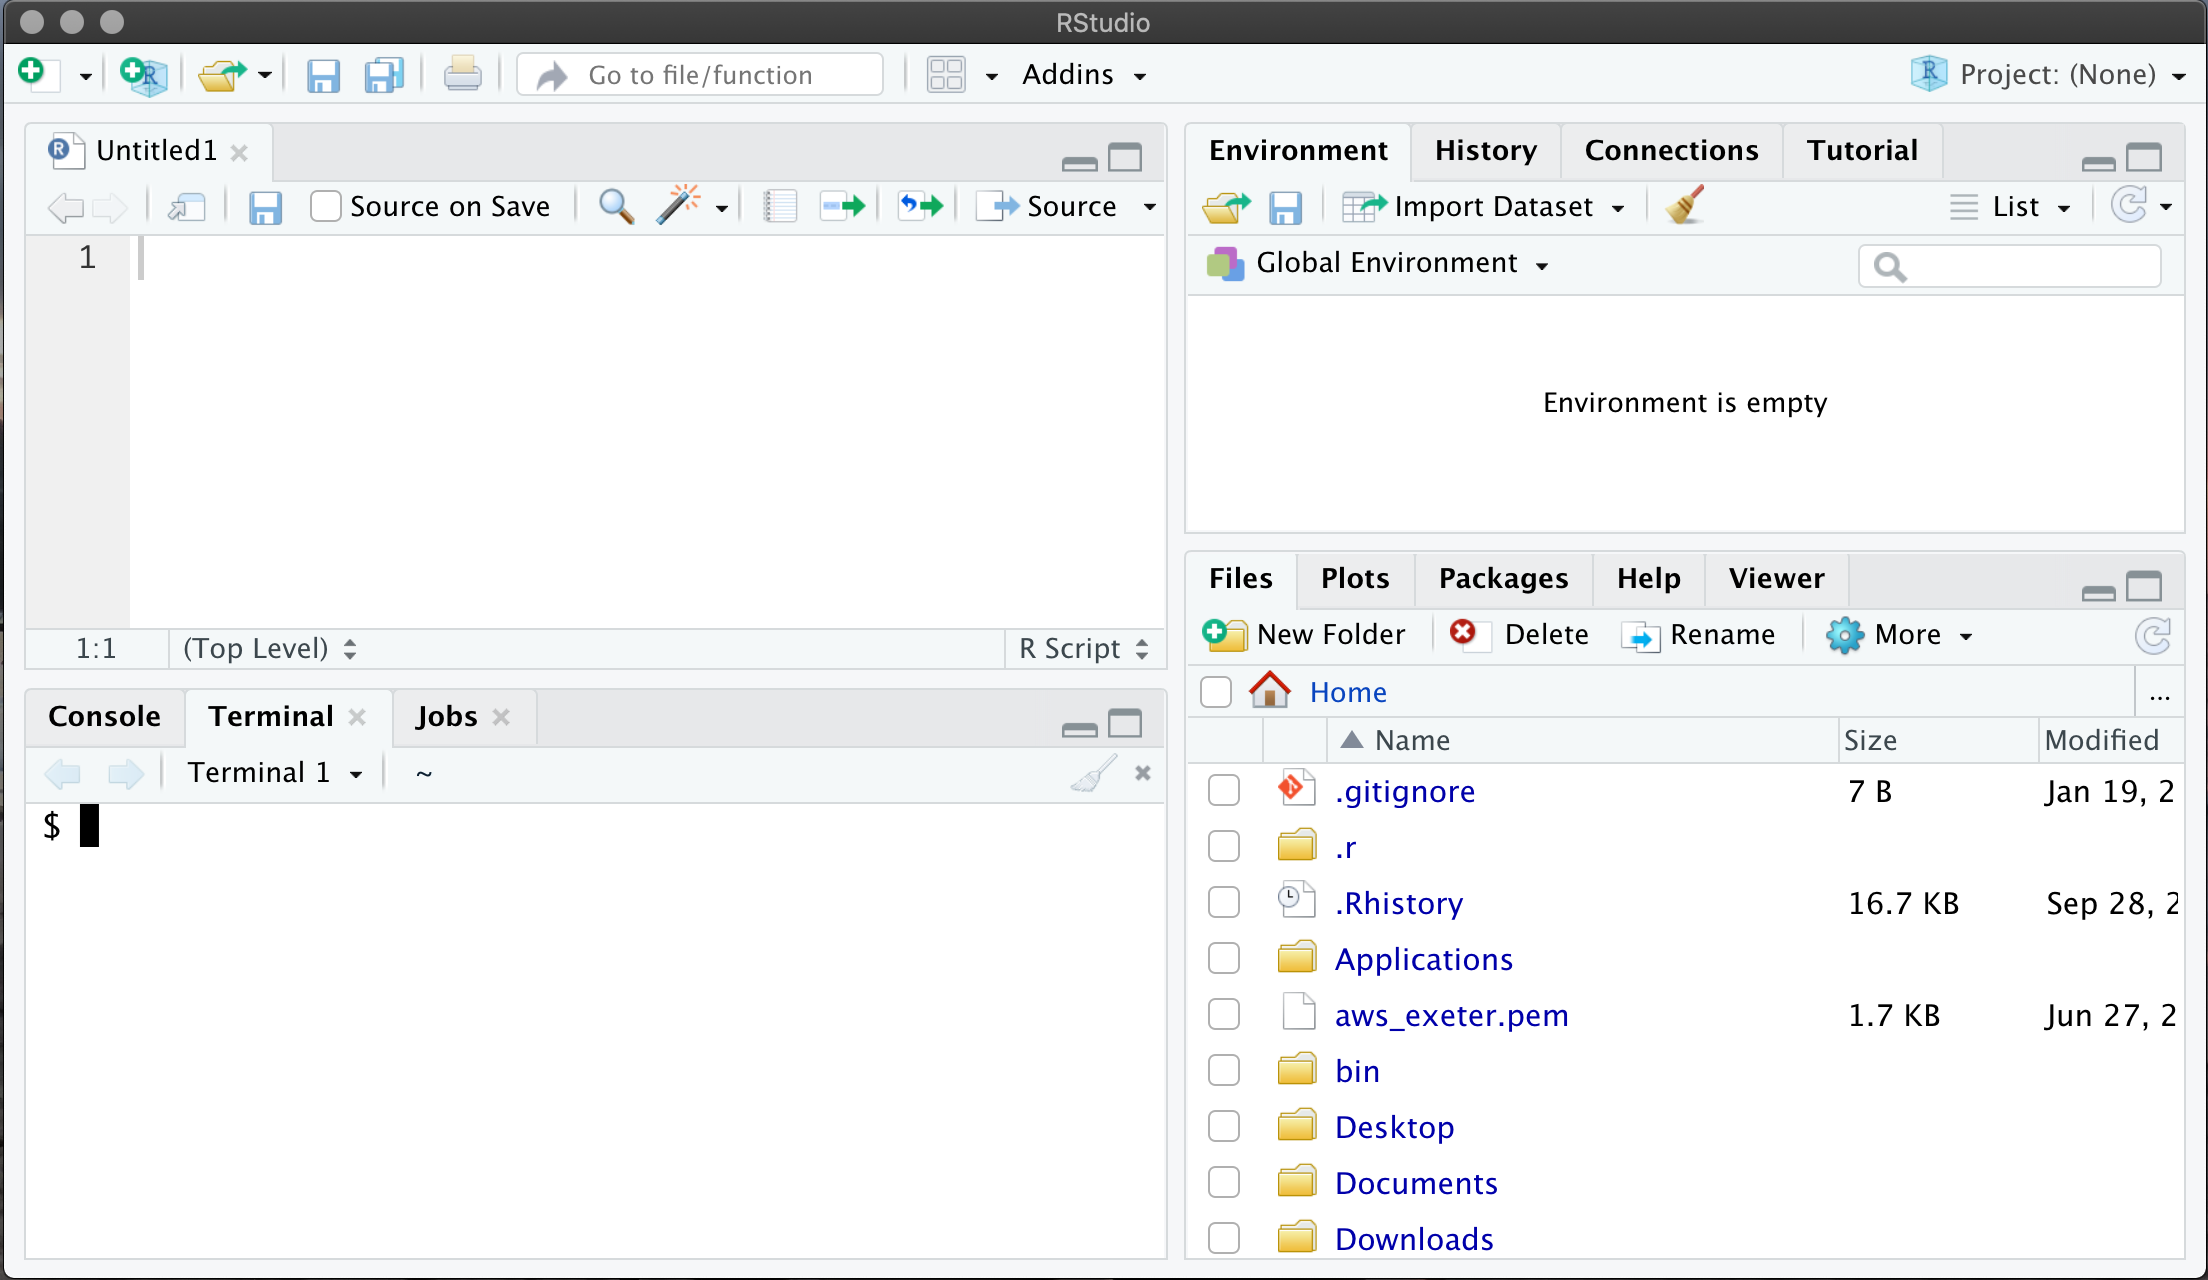 RStudio
Go to file/function
Addins
Project: (None)
Untitled1
Source on Save
Source
1
1:1
(Top Level)
R Script
Console
Terminal
Jobs
Terminal 1
~
$
Environment
History
Connections
Tutorial
Import Dataset
List
Global Environment
Environment is empty
Files
Plots
Packages
Help
Viewer
New Folder
Delete
Rename
More
Home
...
Name
Size
Modified
.gitignore 7 B Jan 19, 2
.r
.Rhistory 16.7 KB Sep 28, 2
Applications
aws_exeter.pem 1.7 KB Jun 27, 2
bin
Desktop
Documents
Downloads